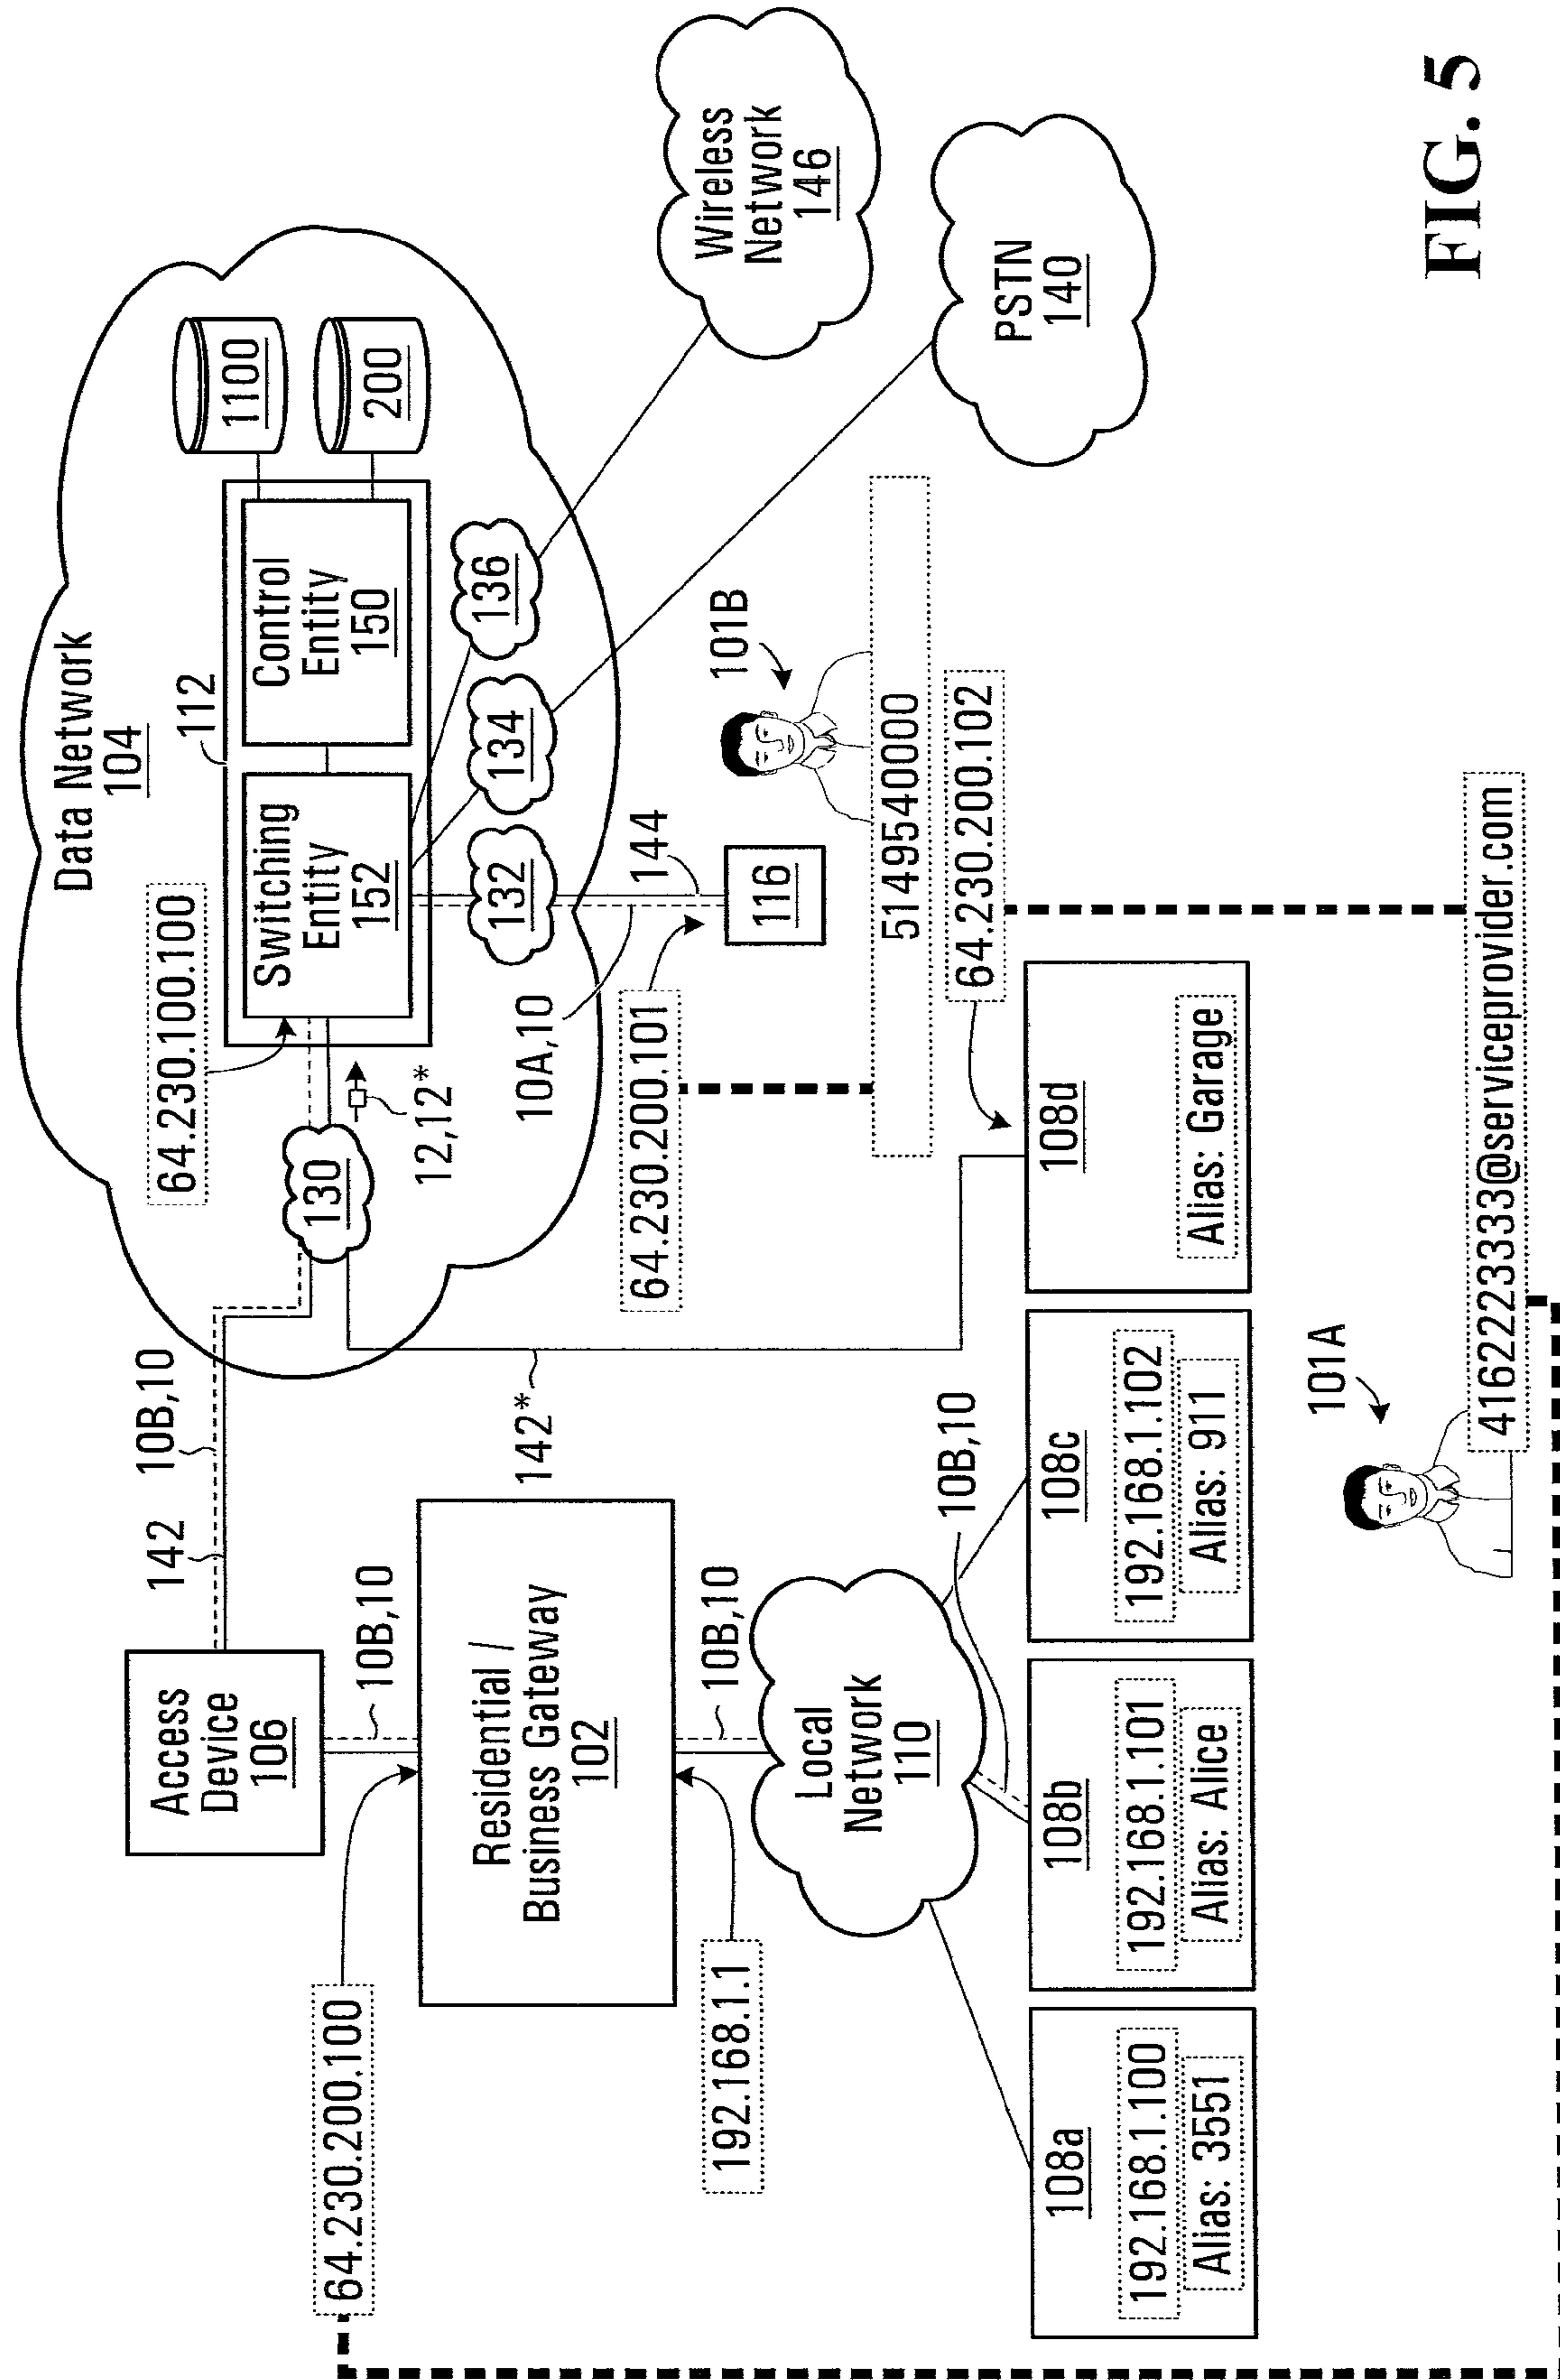 Data Network
104
112
64.230.100.100
Switching
Entity
152
Control
Entity
150
1100
200
130
12,12*
132
134
136
Wireless
Network
146
PSTN
140
142
10B,10
Access
Device
106
10B,10
64.230.200.100
Residential /
Business Gateway
102
192.168.1.1
10B,10
Local
Network
110
142*
10B,10
10A,10
144
64.230.200.101
116
101B
5149540000
64.230.200.102
108a
192.168.1.100
Alias: 3551
108b
192.168.1.101
Alias: Alice
108c
192.168.1.102
Alias: 911
108d
Alias: Garage
101A
4162223333@serviceprovider.com
FIG. 5